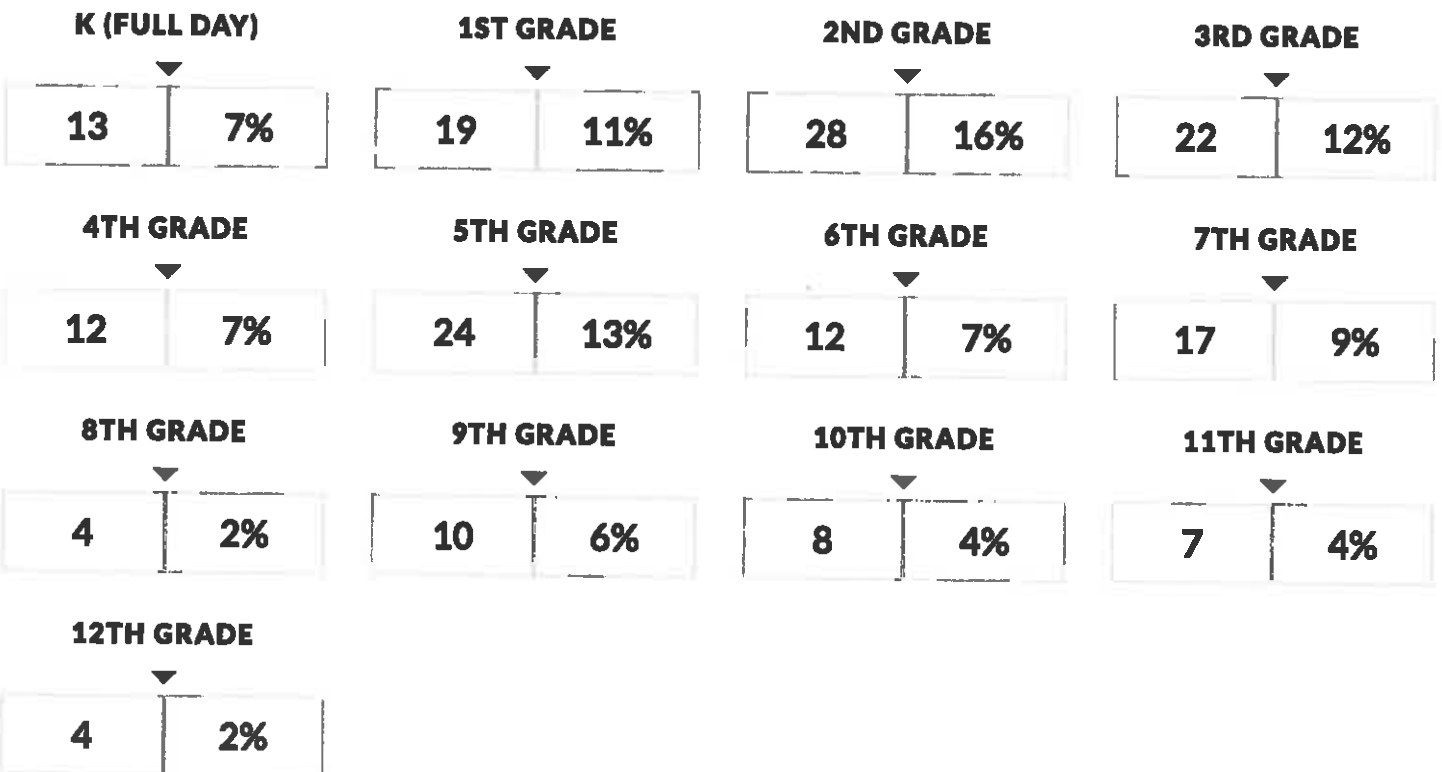 K (FULL DAY) 1ST GRADE 2ND GRADE 3RD GRADE
13 7% 19 11% 28 16% 22 12%
4TH GRADE 5TH GRADE 6TH GRADE 7TH GRADE
12 7% 24 13% 12 7% 17 9%
8TH GRADE 9TH GRADE 10TH GRADE 11TH GRADE
4 2% 10 6% 8 4% 7 4%
12TH GRADE
4 2%